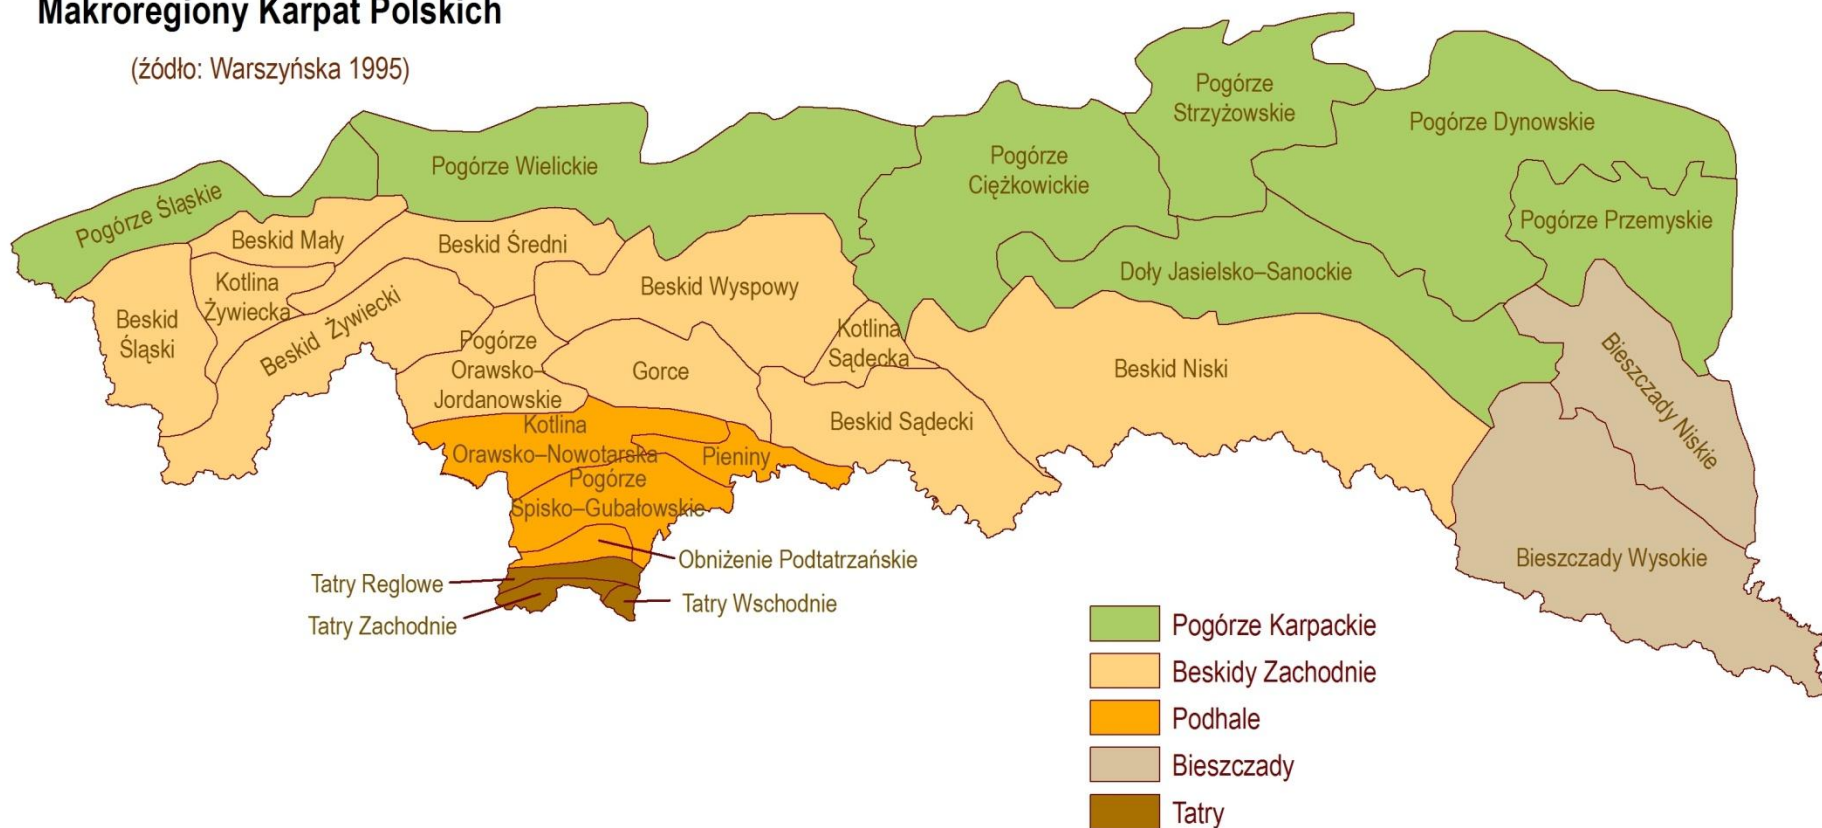 Makroregiony Karpat Polskich
(źódło: Warszyńska 1995)
Pogórze
Strzyżowskie
Pogórze Dynowskie
Pogórze Wielickie
Pogórze
Ciężkowickie
Pogórze Śląskie
Pogórze Przemyskie
Beskid Mały
Beskid Średni
Doły Jasielsko–Sanockie
Kotlina
Żywiecka
Beskid Wyspowy
Beskid
Śląski
Beskid Żywiecki
Kotlina
Sądecka
Pogórze
Orawsko–
Jordanowskie
Gorce
Beskid Niski
Bieszczady Niskie
Beskid Sądecki
Kotlina
Orawsko–Nowotarska
Pieniny
Pogórze
Spisko–Gubałowskie
Obniżenie Podtatrzańskie
Bieszczady Wysokie
Tatry Reglowe
Tatry Wschodnie
Tatry Zachodnie
Pogórze Karpackie
Beskidy Zachodnie
Podhale
Bieszczady
Tatry